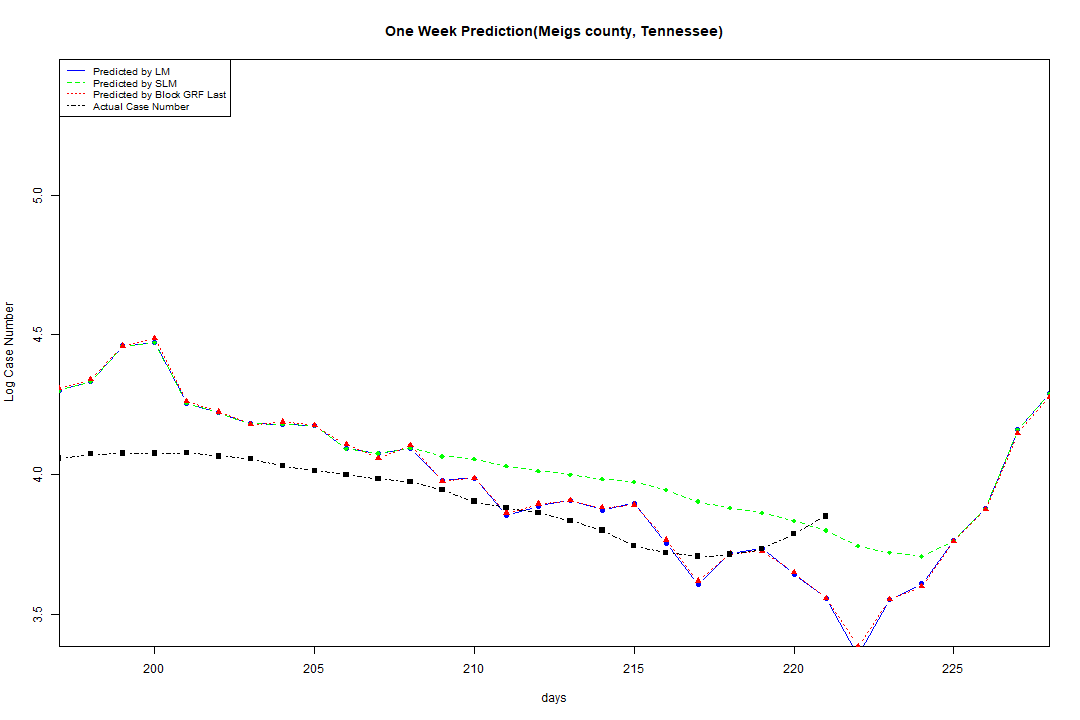 One Week Prediction(Meigs county, Tennessee)
Predicted by LM
Predicted by SLM
Predicted by Block GRF Last
Actual Case Number
Log Case Number
5.0
4.5
4.0
3.5
200 205 210 215 220 225
days